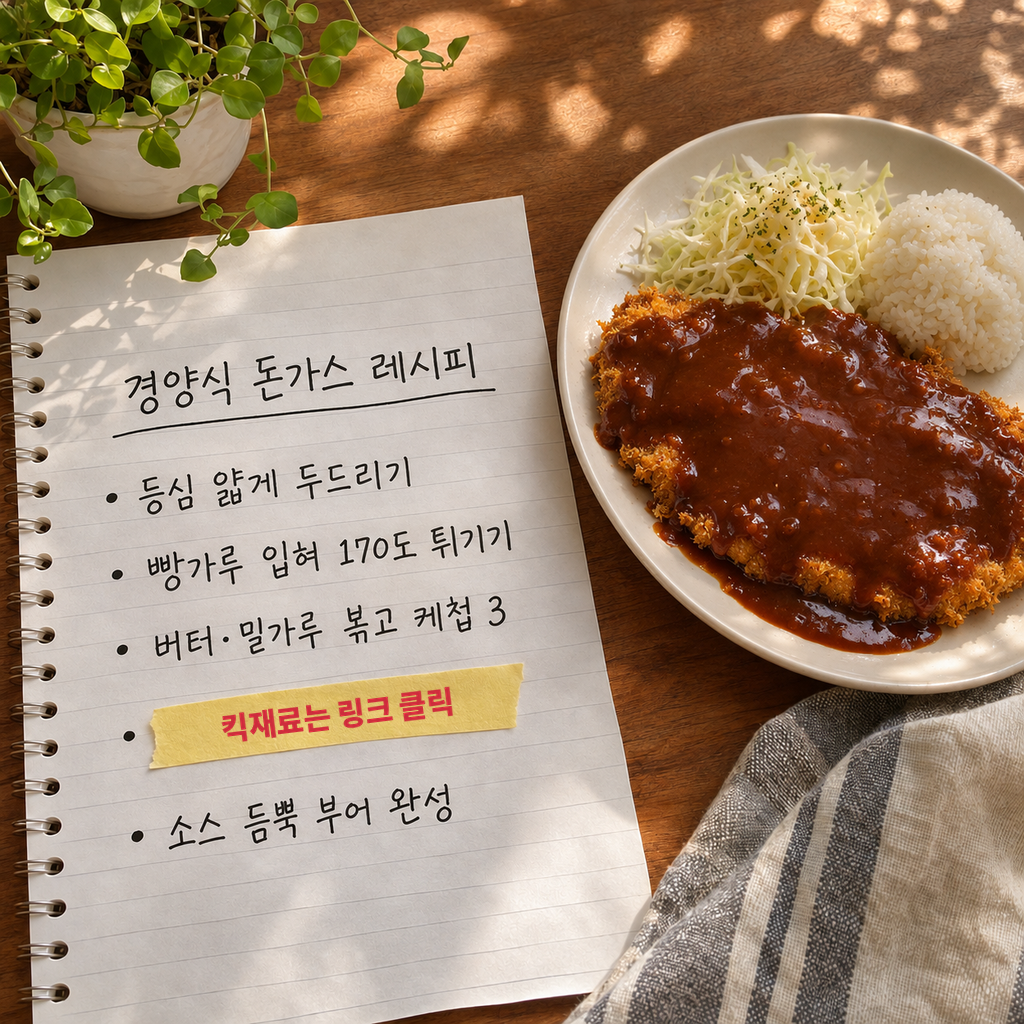 경양식 돈가스 레시피
• 등심 얇게 두드리기
• 빵가루 입혀 170도 튀기기
• 버터·밀가루 볶고 케첩 3
• 킥재료는 링크 클릭
• 소스 듬뿍 부어 완성